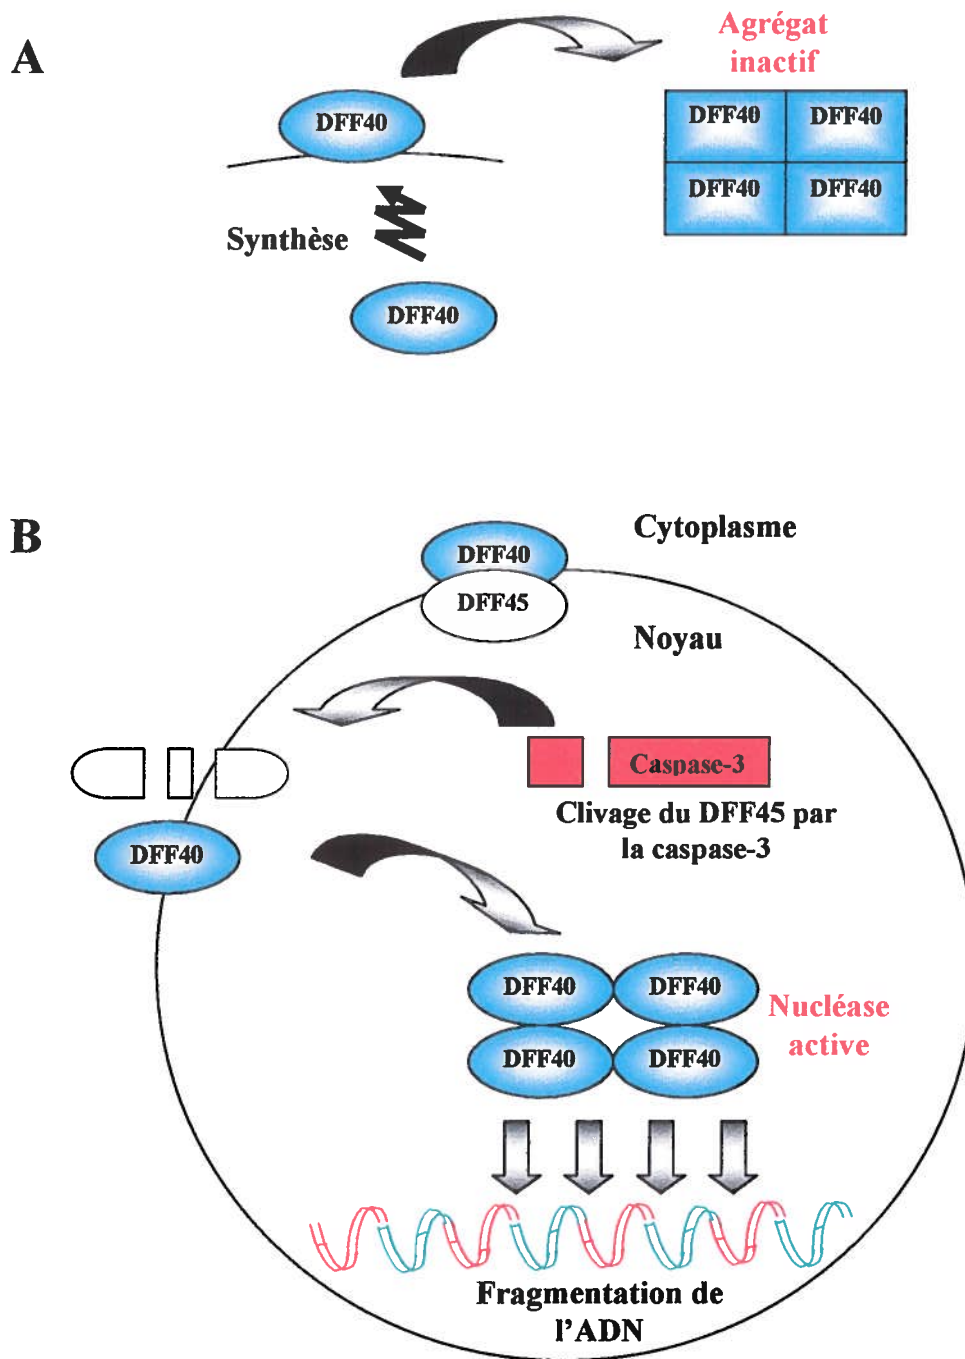 A
Agrégat
inactif
DFF40
DFF40 DFF40
DFF40 DFF40
Synthèse
DFF40
B
Cytoplasme
DFF40
DFF45
Noyau
Caspase-3
Clivage du DFF45 par
la caspase-3
DFF40
DFF40 DFF40
DFF40 DFF40
Nucléase
active
Fragmentation de
l'ADN